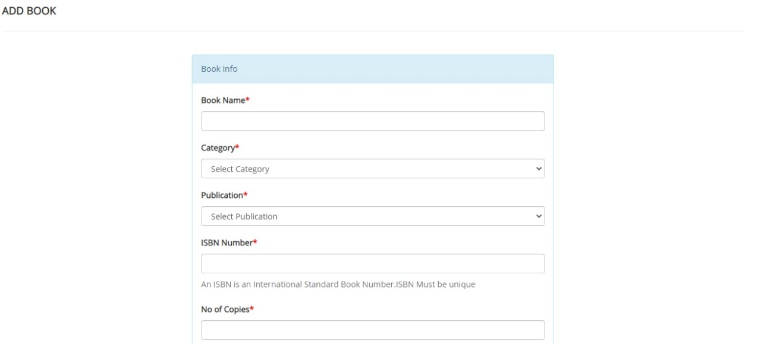 ADD BOOK
Book Info
Book Name*
Category*
Select Category
Publication*
Select Publication
ISBN Number*
An ISBN is an International Standard Book Number.ISBN Must be unique
No of Copies*